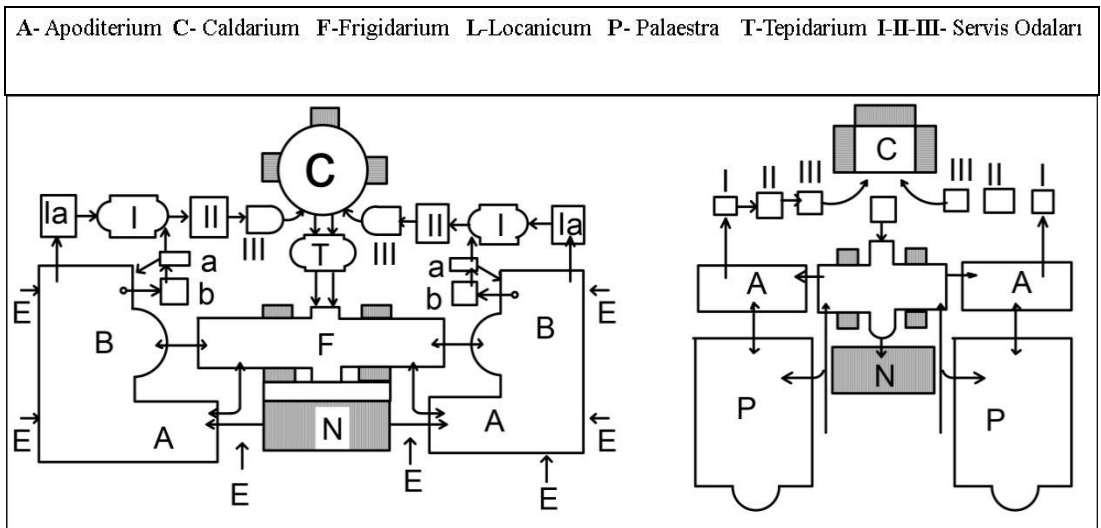 A- Apoditerium C- Caldarium F-Frigidarium L-Locanicum P- Palaestra T-Tepidarium I-II-III- Servis Odaları
C
Ia I II III III II I Ia
T
a a
b b
E E
B F B
E E
A N A
E E E
C
I II III III II I
A A
N
P P